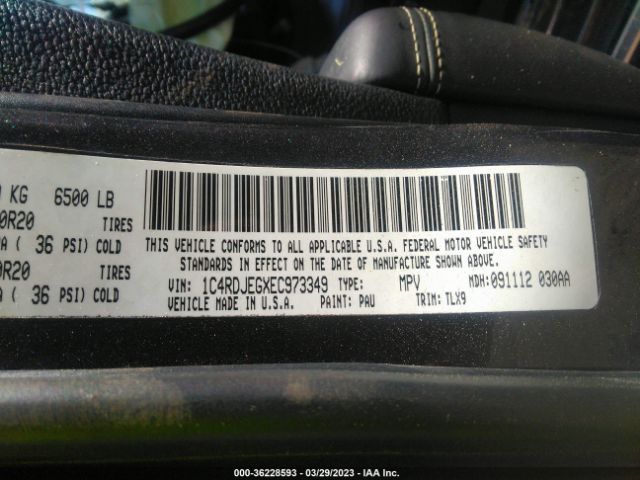 KG 6500 LB
0R20 TIRES
( 36 PSI) COLD
0R20 TIRES
( 36 PSI) COLD
THIS VEHICLE CONFORMS TO ALL APPLICABLE U.S.A. FEDERAL MOTOR VEHICLE SAFETY
STANDARDS IN EFFECT ON THE DATE OF MANUFACTURE SHOWN ABOVE.
VIN: 1C4RDJEGXEC973349 TYPE: MPV MDH: 091112 030AA
VEHICLE MADE IN U.S.A. PAINT: PAU TRIM: TLX9
000-36228593 — 03/29/2023 — IAA Inc.